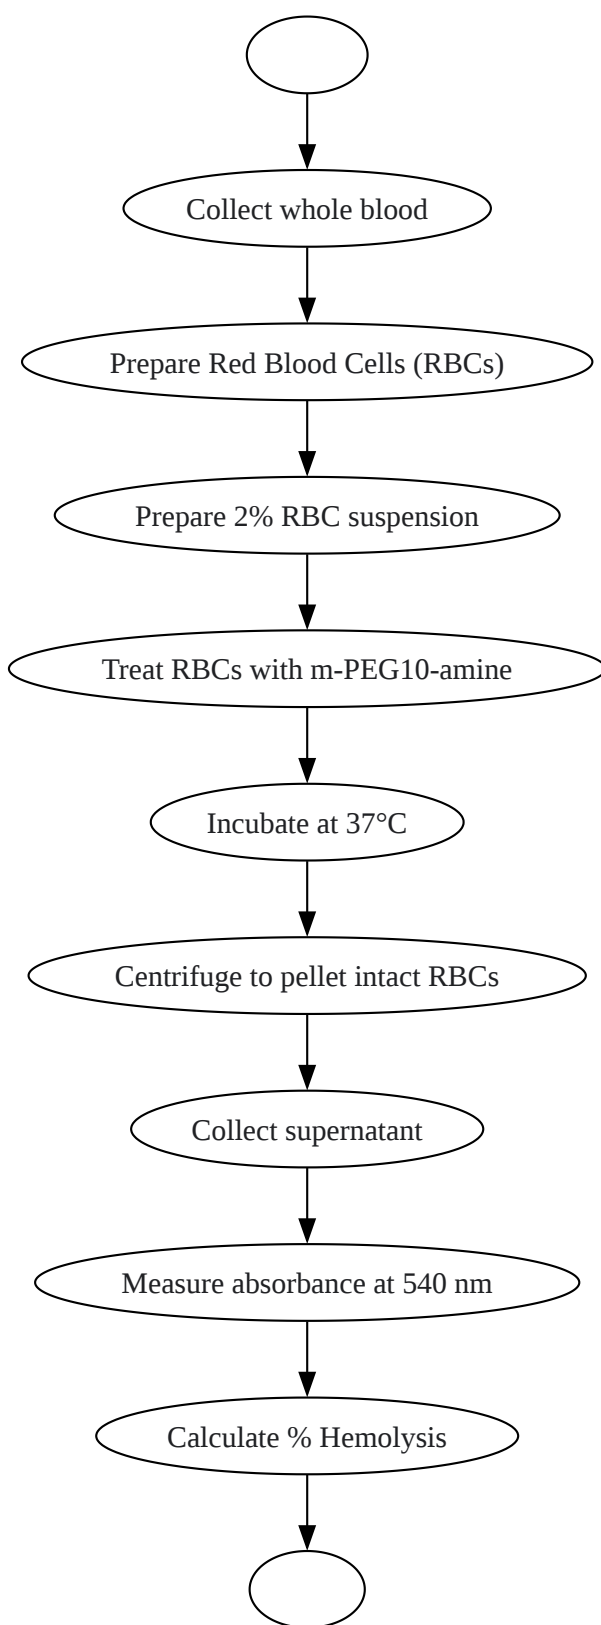 Collect whole blood
Prepare Red Blood Cells (RBCs)
Prepare 2% RBC suspension
Treat RBCs with m-PEG10-amine
Incubate at 37°C
Centrifuge to pellet intact RBCs
Collect supernatant
Measure absorbance at 540 nm
Calculate % Hemolysis